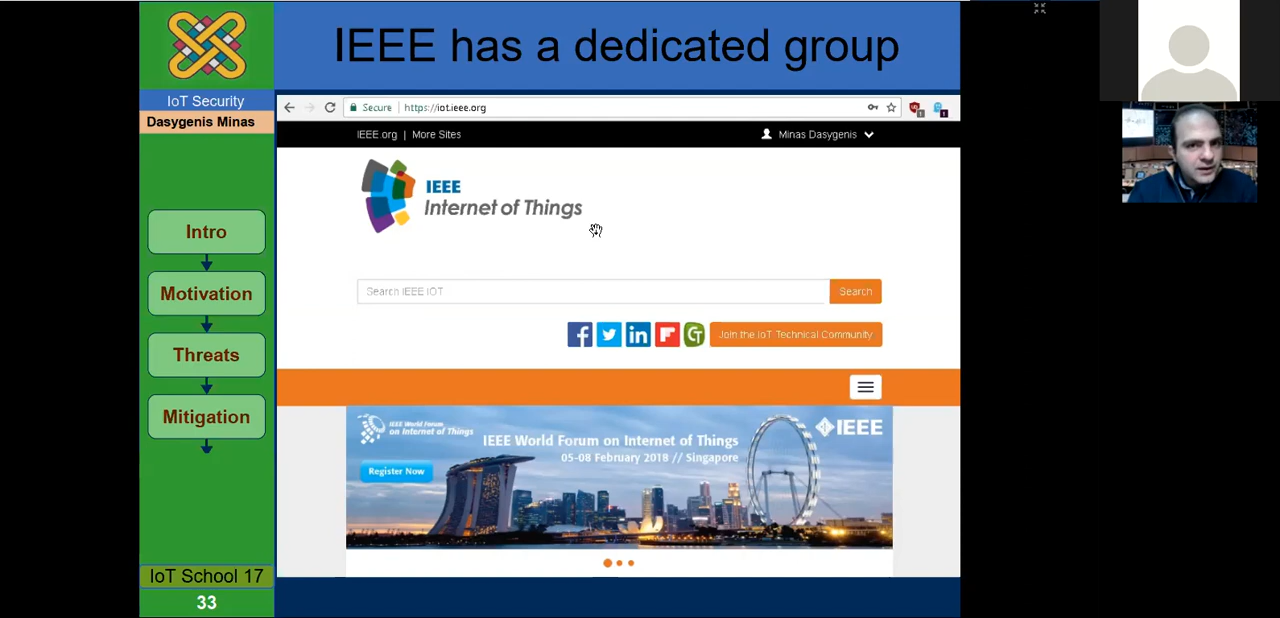 IEEE has a dedicated group
IoT Security
Dasygenis Minas
Intro
Motivation
Threats
Mitigation
IoT School 17
33
Secure | https://iot.ieee.org
IEEE.org | More Sites
Minas Dasygenis
IEEE
Internet of Things
Search IEEE IOT
Search
Join the IoT Technical Community
IEEE World Forum
on Internet of Things
IEEE World Forum on Internet of Things
05-08 February 2018 // Singapore
IEEE
Register Now